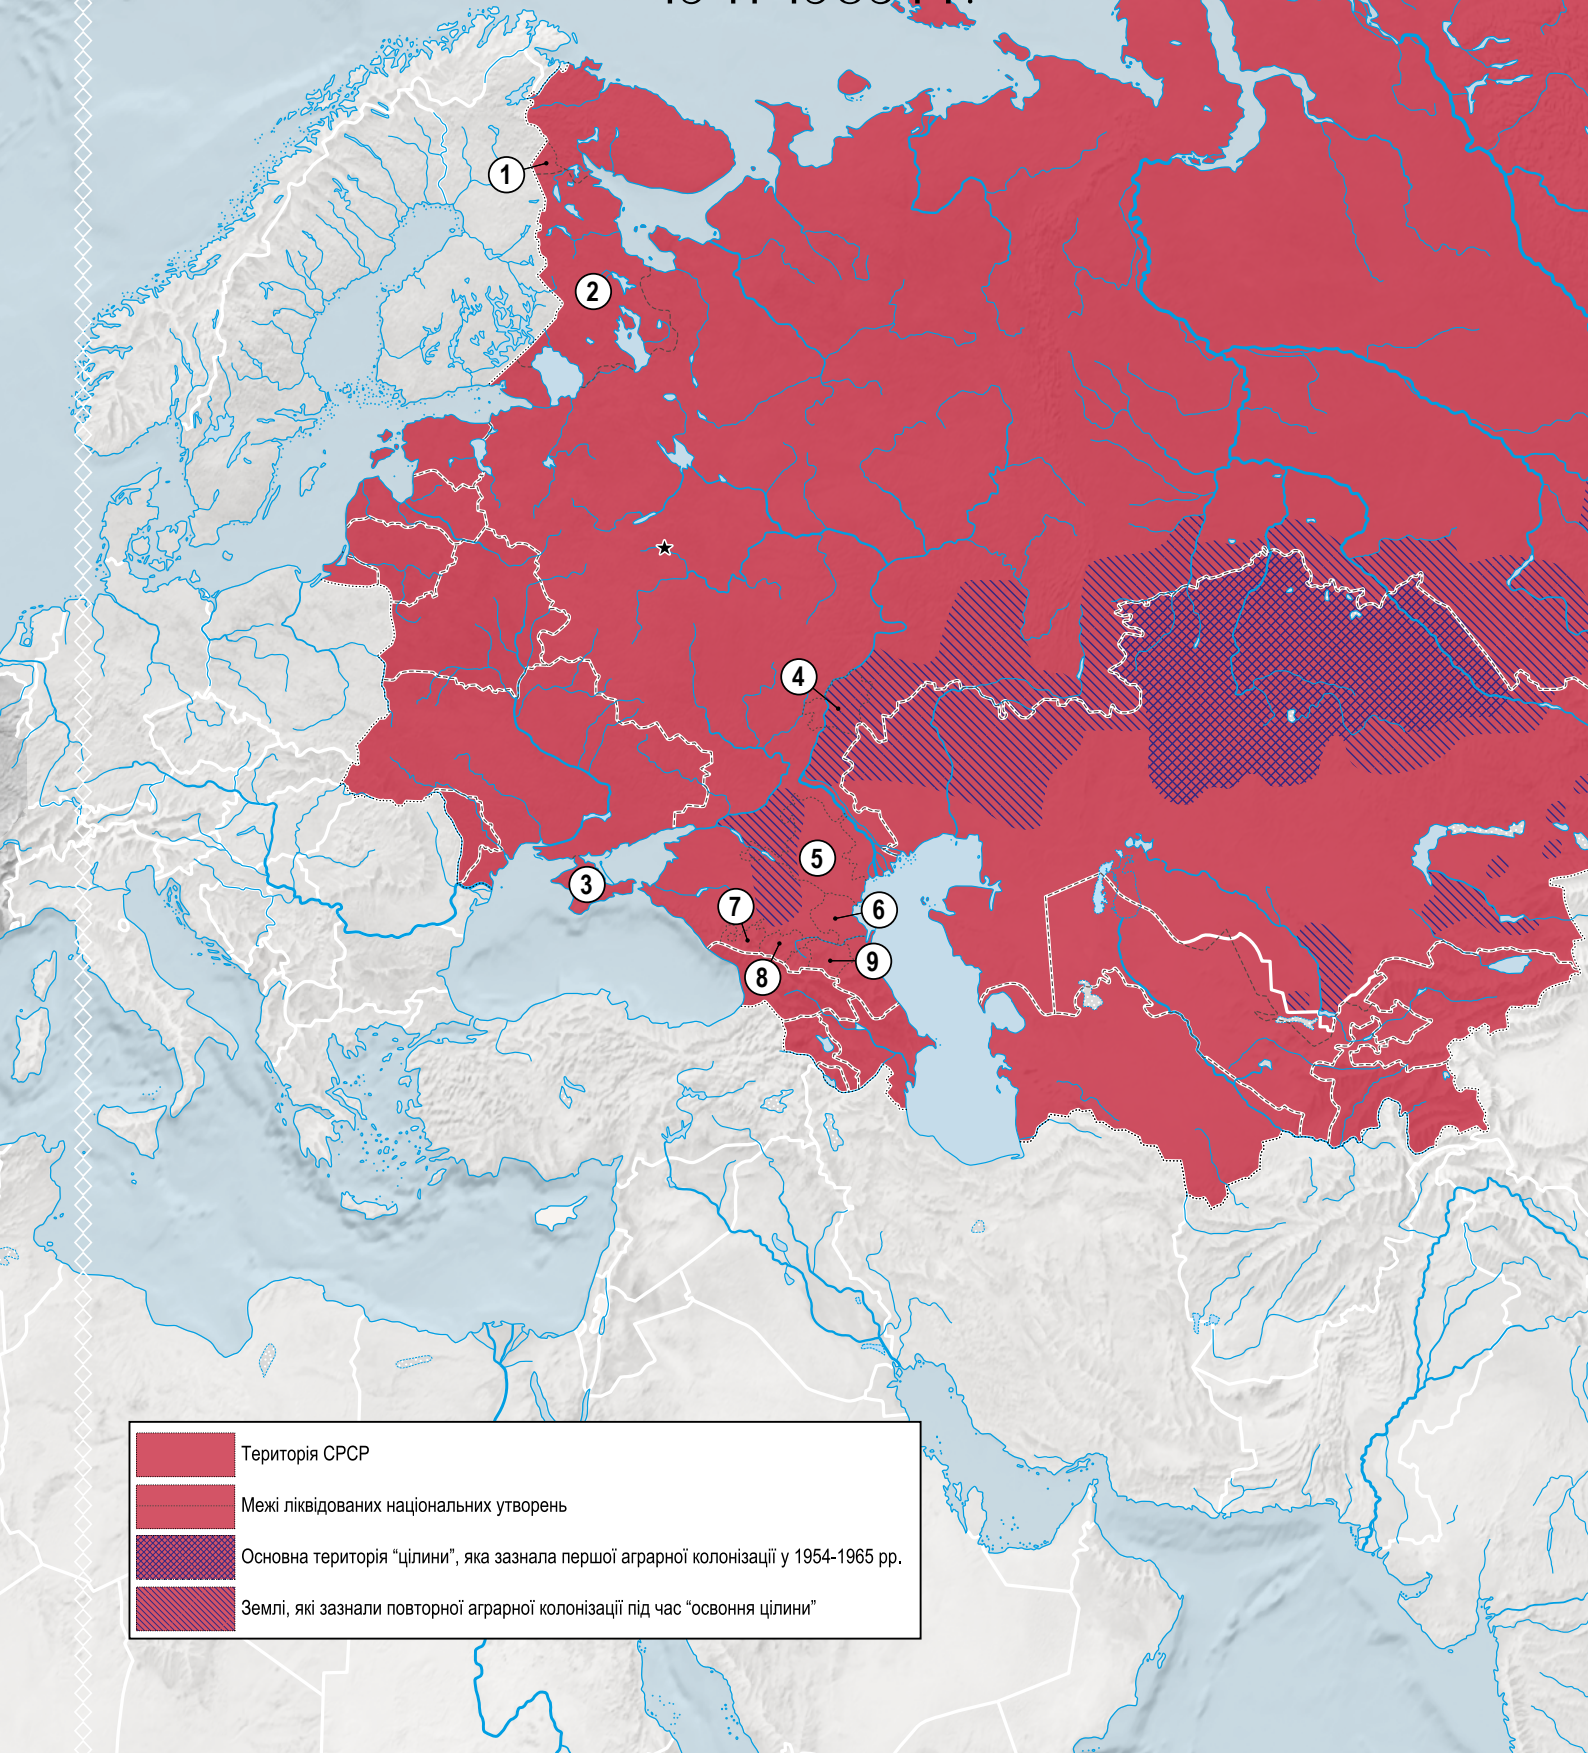 1
2
3
4
5
6
7
8
9
Територія СРСР
Межі ліквідованих національних утворень
Основна територія “цілини”, яка зазнала першої аграрної колонізації у 1954-1965 рр.
Землі, які зазнали повторної аграрної колонізації під час “освоння цілини”